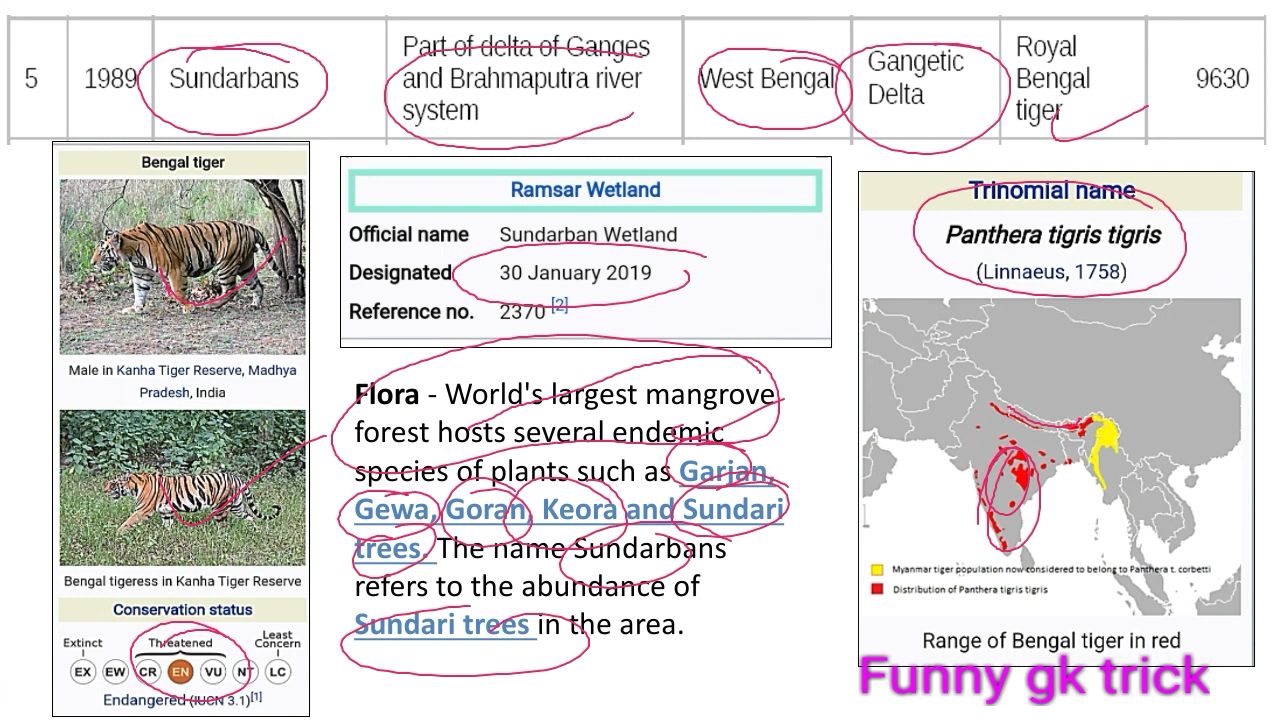 5
1989
Sundarbans
Part of delta of Ganges
and Brahmaputra river
system
West Bengal
Gangetic
Delta
Royal
Bengal
tiger
9630
Bengal tiger
Male in Kanha Tiger Reserve, Madhya
Pradesh, India
Bengal tigeress in Kanha Tiger Reserve
Conservation status
Extinct
Threatened
Least
Concern
EX EW CR EN VU NT LC
Endangered (IUCN 3.1)[1]
Ramsar Wetland
Official name Sundarban Wetland
Designated 30 January 2019
Reference no. 2370 [2]
Flora - World's largest mangrove
forest hosts several endemic
species of plants such as Garjan,
Gewa, Goran, Keora and Sundari
trees. The name Sundarbans
refers to the abundance of
Sundari trees in the area.
Trinomial name
Panthera tigris tigris
(Linnaeus, 1758)
Myanmar tiger population now considered to belong to Panthera t. corbetti
Distribution of Panthera tigris tigris
Range of Bengal tiger in red
Funny gk trick